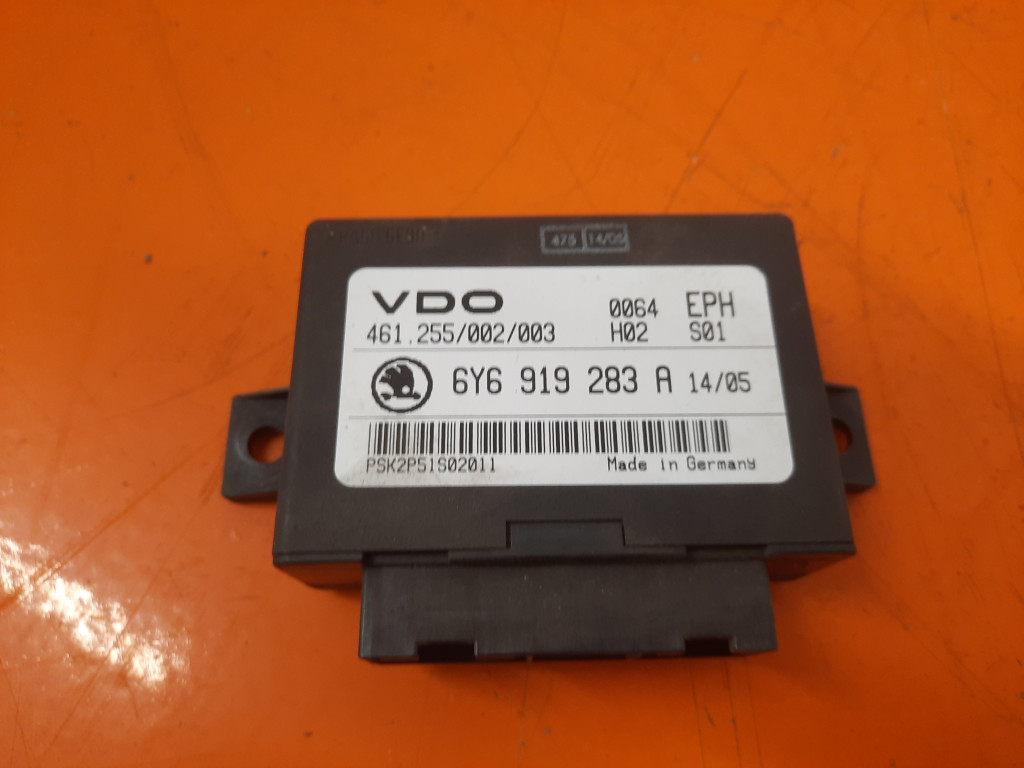 475 14/05
VDO 0064 EPH
461.255/002/003 H02 S01
6Y6 919 283 A 14/05
PSK2P51S02011 Made in Germany